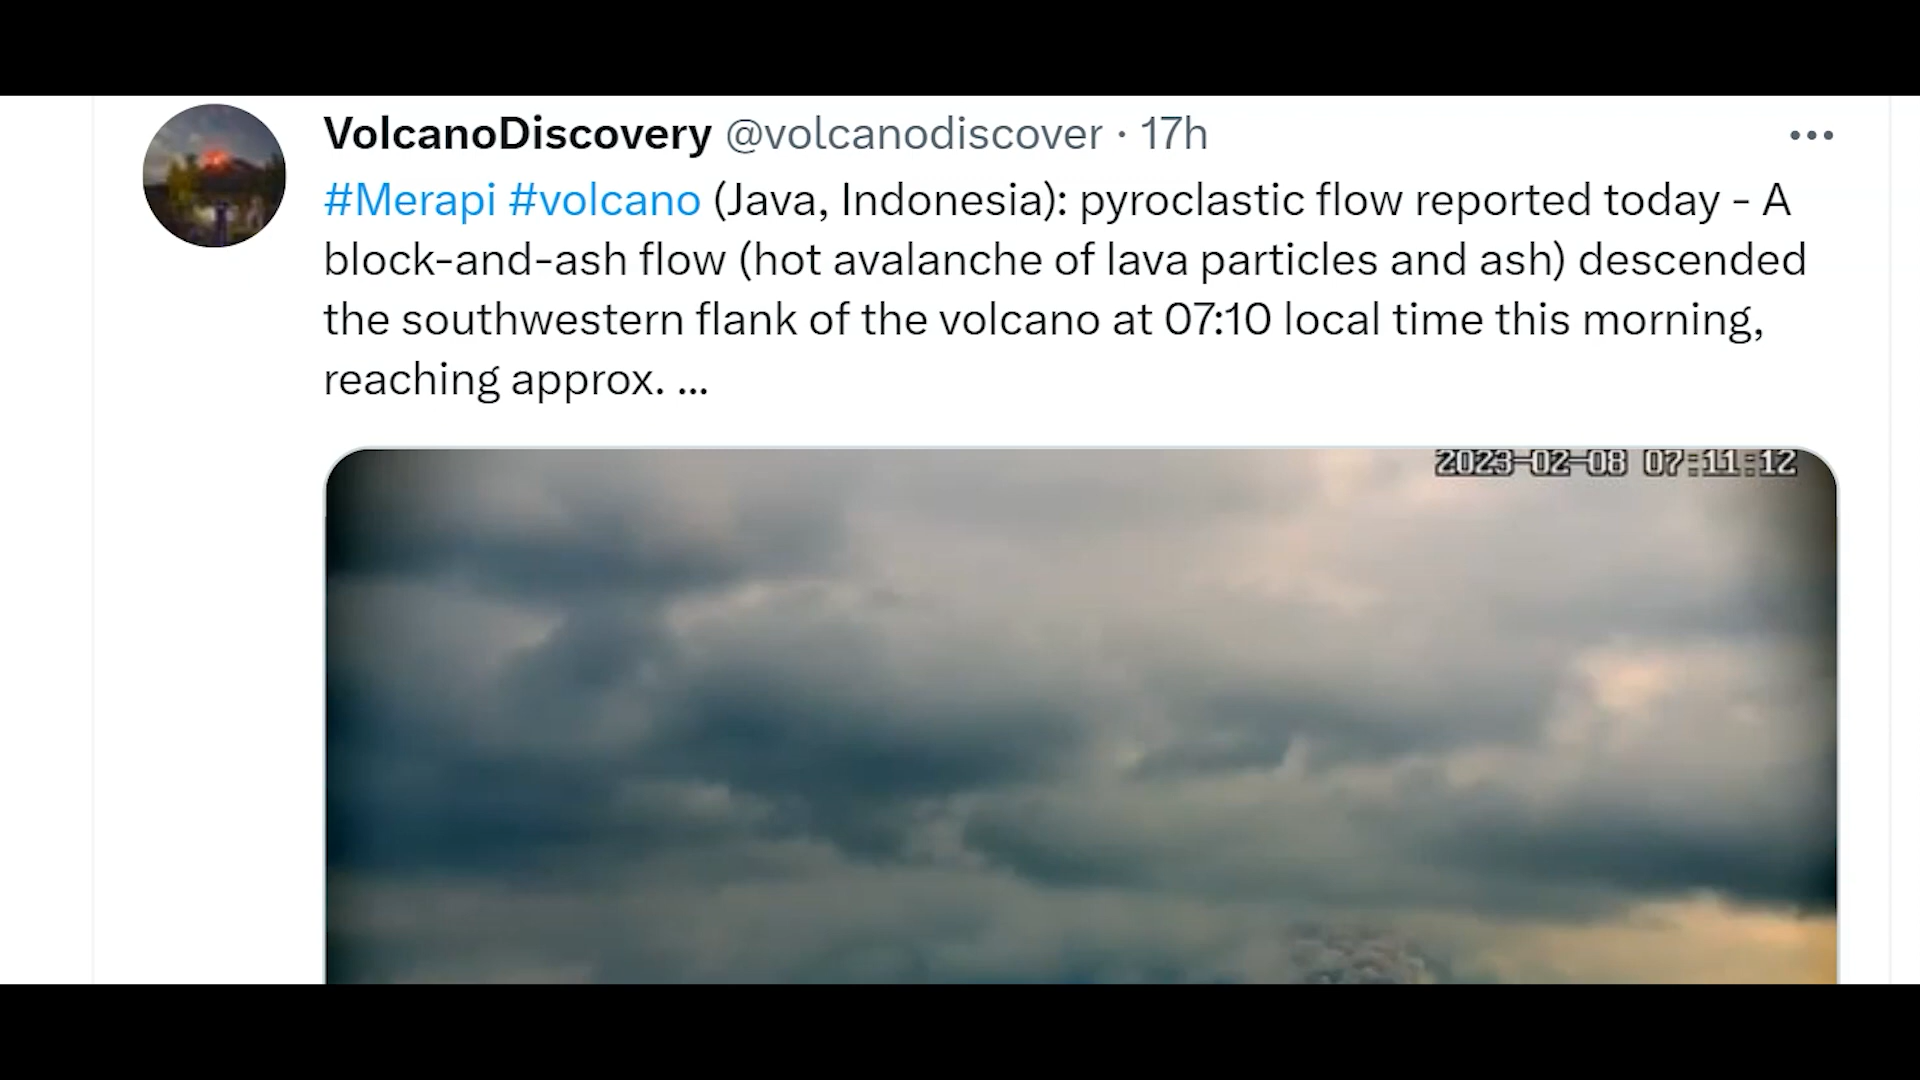 VolcanoDiscovery @volcanodiscover · 17h
#Merapi #volcano (Java, Indonesia): pyroclastic flow reported today - A
block-and-ash flow (hot avalanche of lava particles and ash) descended
the southwestern flank of the volcano at 07:10 local time this morning,
reaching approx. ...
2023-02-08 07:11:12